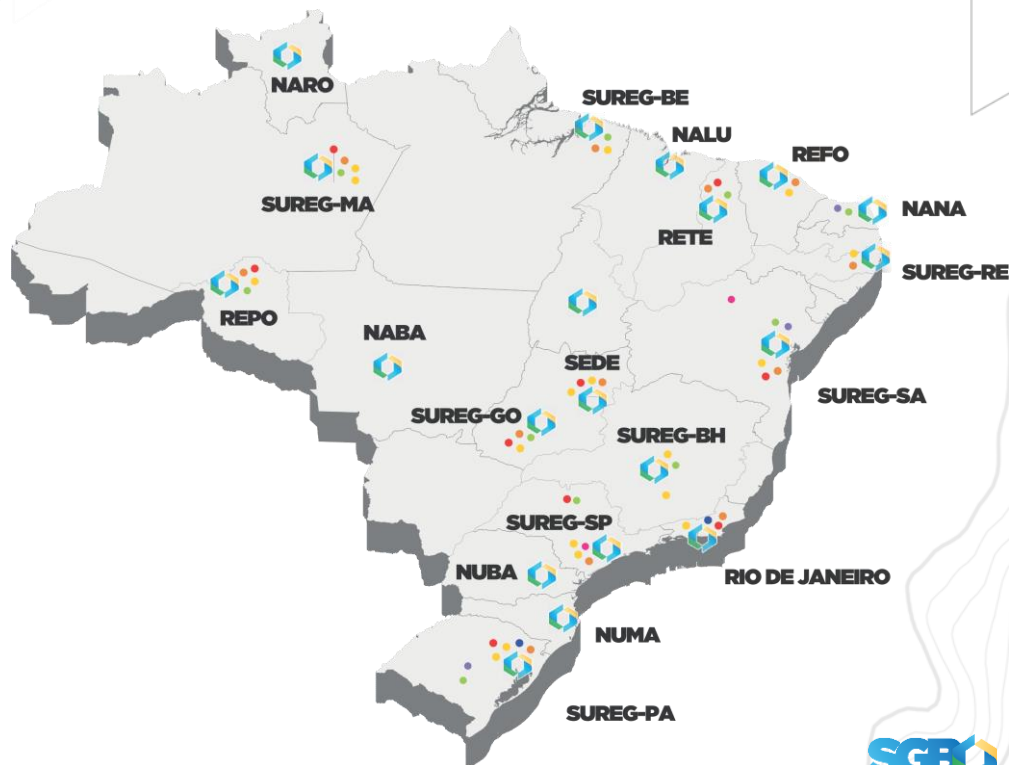 NARO
SUREG-BE
NALU
REFO
SUREG-MA
NANA
RETE
SUREG-RE
REPO
NABA
SEDE
SUREG-SA
SUREG-GO
SUREG-BH
SUREG-SP
NUBA
RIO DE JANEIRO
NUMA
SUREG-PA
SGB